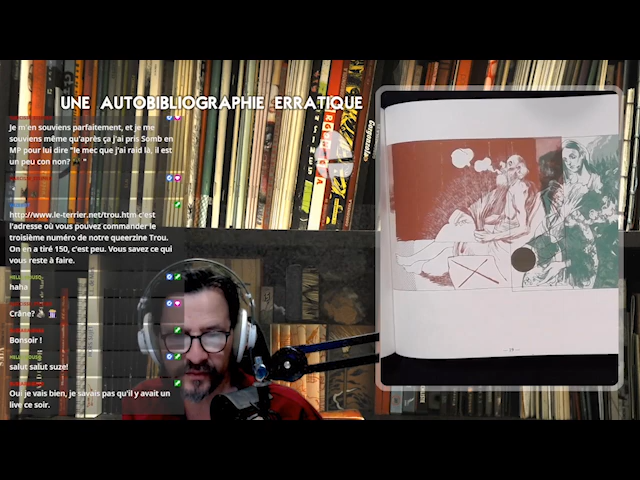 UNE AUTOBIBLIOGRAPHIE ERRATIQUE
Je m'en souviens parfaitement, et je me
souviens même qu'après ça j'ai pris Somb en
MP pour lui dire "le mec que j'ai raid là, il est
un peu con non? "
http://www.le-terrier.net/trou.htm c'est
l'adresse où vous pouvez commander le
troisième numéro de notre queerzine Trou.
On en a tiré 150, c'est peu. Vous savez ce qui
vous reste à faire.
haha
Crâne?
Bonsoir !
salut salut suze!
Oui je vais bien, je savais pas qu'il y avait un
live ce soir.
— 19 —